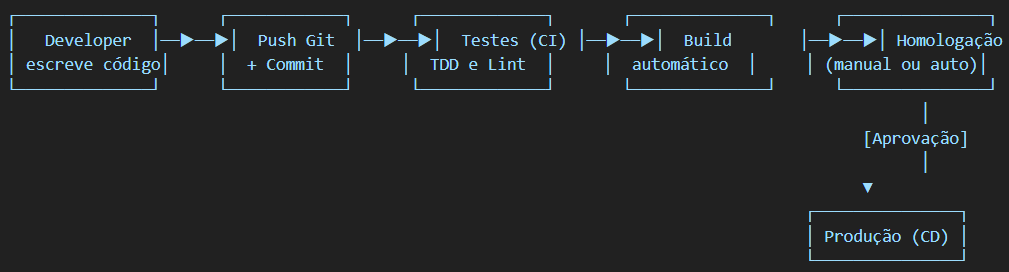 Developer Push Git Testes (CI) Build Homologação
escreve código + Commit TDD e Lint automático (manual ou auto)
[Aprovação]
Produção (CD)